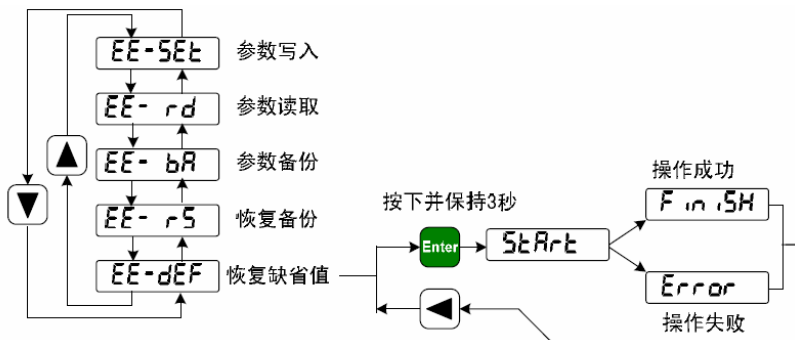 EE-SEt 参数写入
EE- rd 参数读取
EE- bA 参数备份
EE- rS 恢复备份
EE-dEF 恢复缺省值
按下并保持3秒
Enter
StArt
操作成功
FiniSH
Error
操作失败